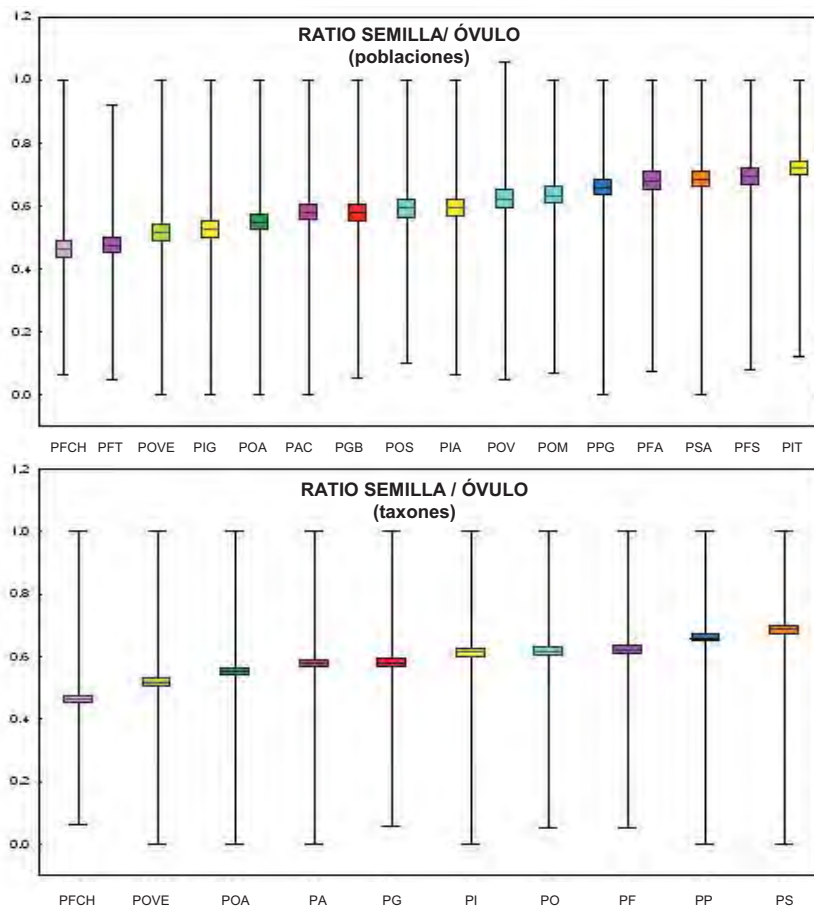 RATIO SEMILLA/ ÓVULO
(poblaciones)
1.2
1.0
0.8
0.6
0.4
0.2
0.0
PFCH PFT POVE PIG POA PAC PGB POS PIA POV POM PPG PFA PSA PFS PIT
RATIO SEMILLA / ÓVULO
(taxones)
1.2
1.0
0.8
0.6
0.4
0.2
0.0
PFCH POVE POA PA PG PI PO PF PP PS